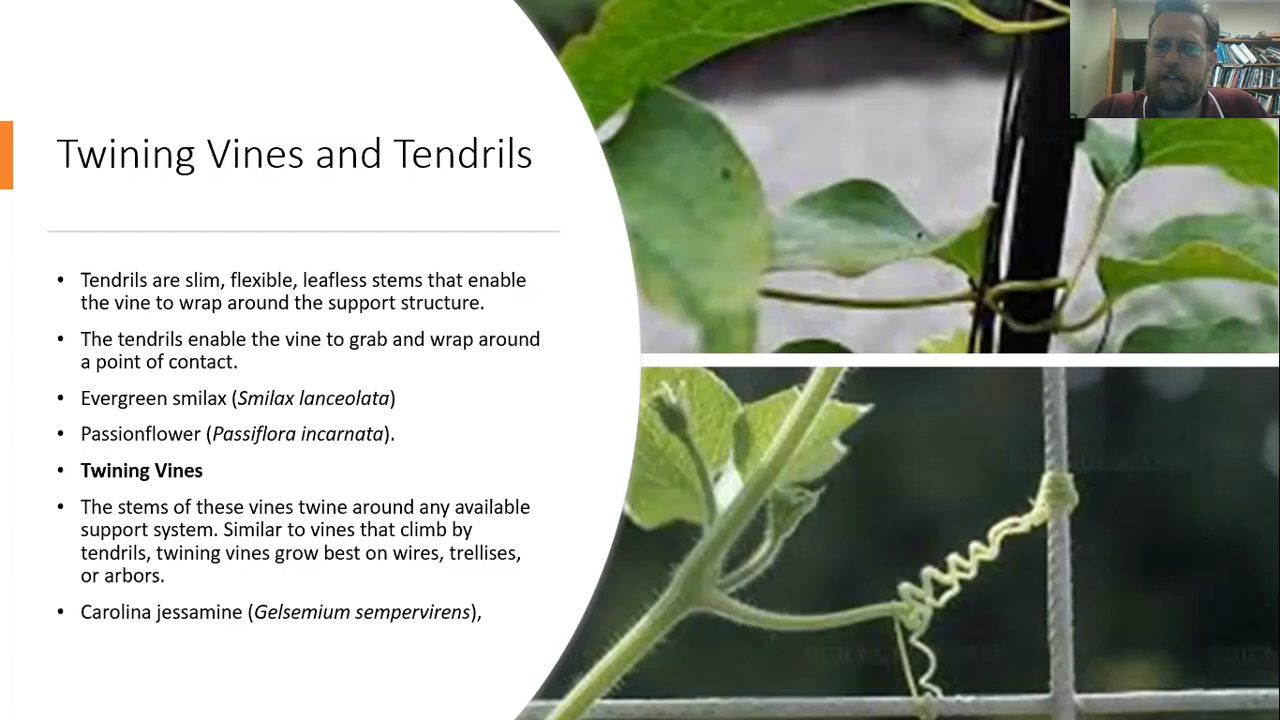 Twining Vines and Tendrils
• Tendrils are slim, flexible, leafless stems that enable
the vine to wrap around the support structure.
• The tendrils enable the vine to grab and wrap around
a point of contact.
• Evergreen smilax (Smilax lanceolata)
• Passionflower (Passiflora incarnata).
• Twining Vines
• The stems of these vines twine around any available
support system. Similar to vines that climb by
tendrils, twining vines grow best on wires, trellises,
or arbors.
• Carolina jessamine (Gelsemium sempervirens),